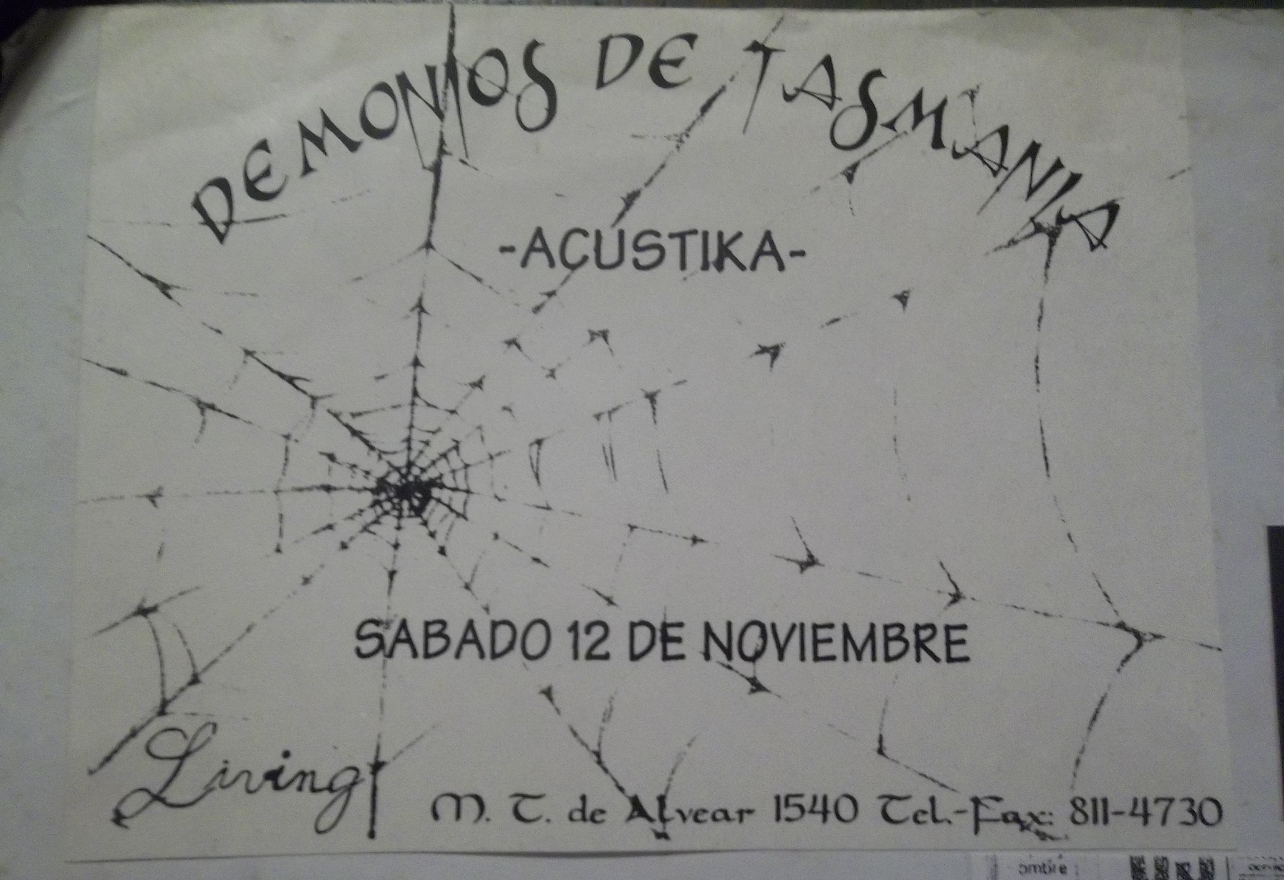 DEMONIOS DE TASMANIA
-ACUSTIKA-
SABADO 12 DE NOVIEMBRE
Living
M. T. de Alvear 1540 Tel.-Fax: 811-4730